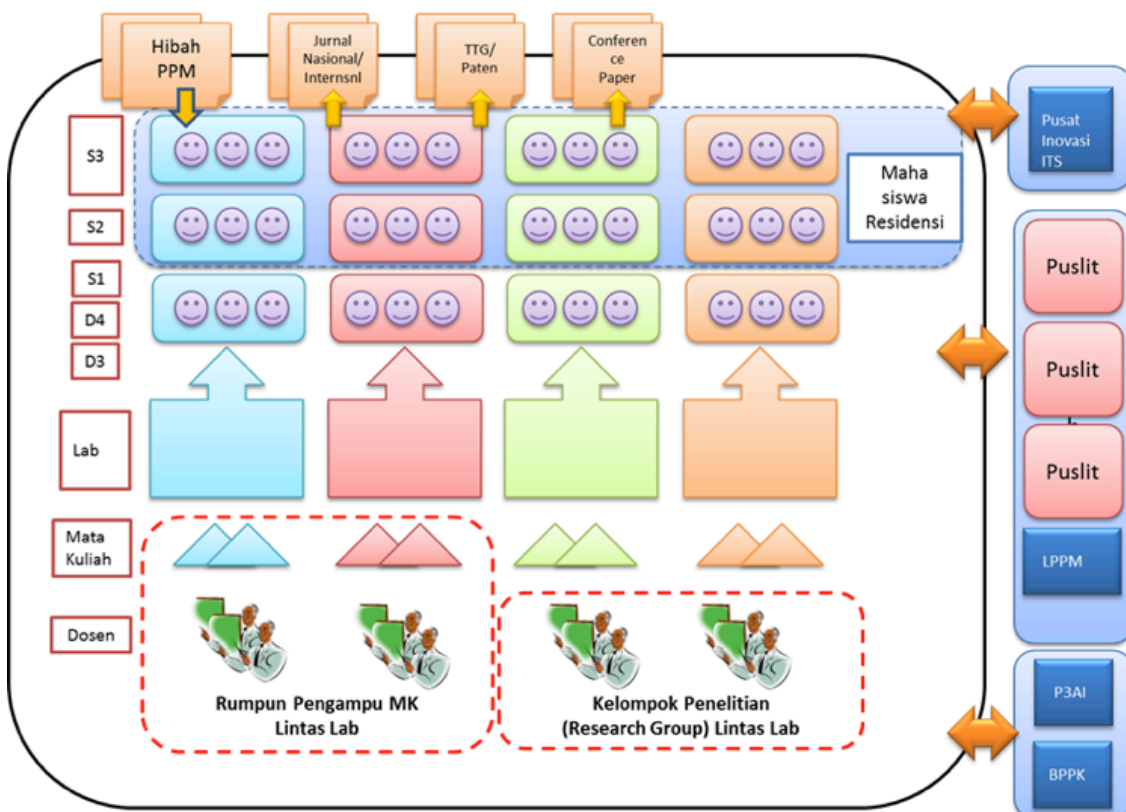 Hibah
PPM
Jurnal
Nasional/
Internsnl
TTG/
Paten
Conferen
ce
Paper
S3
S2
S1
D4
D3
Lab
Mata
Kuliah
Dosen
Maha
siswa
Residensi
Rumpun Pengampu MK
Lintas Lab
Kelompok Penelitian
(Research Group) Lintas Lab
Pusat
Inovasi
ITS
Puslit
Puslit
Puslit
LPPM
P3AI
BPPK